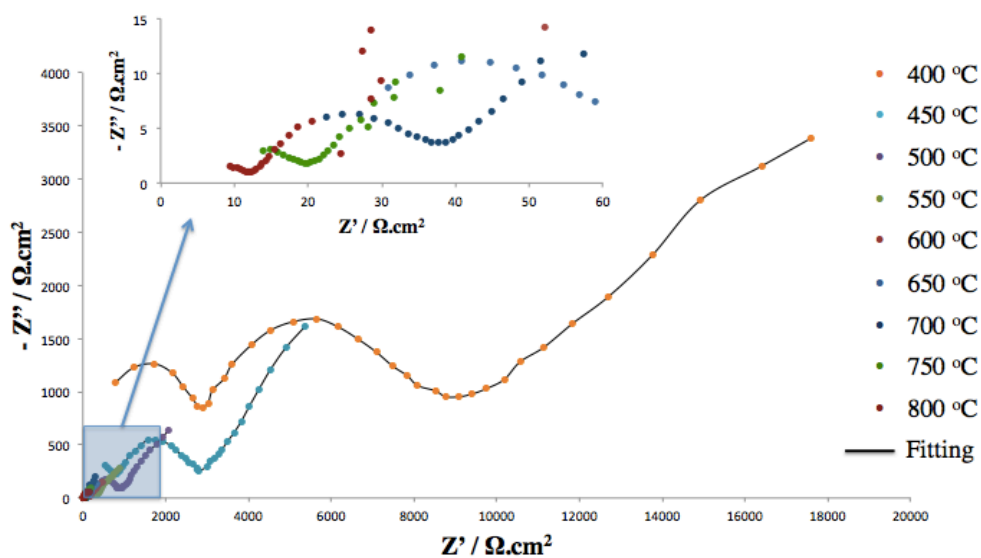 15
10
5
0
0
10
20
30
40
50
60
- Z’’ / Ω.cm²
Z’ / Ω.cm²
4000
3500
3000
2500
2000
1500
1000
500
0
0
2000
4000
6000
8000
10000
12000
14000
16000
18000
20000
- Z’’ / Ω.cm²
Z’ / Ω.cm²
400 ºC
450 ºC
500 ºC
550 ºC
600 ºC
650 ºC
700 ºC
750 ºC
800 ºC
Fitting